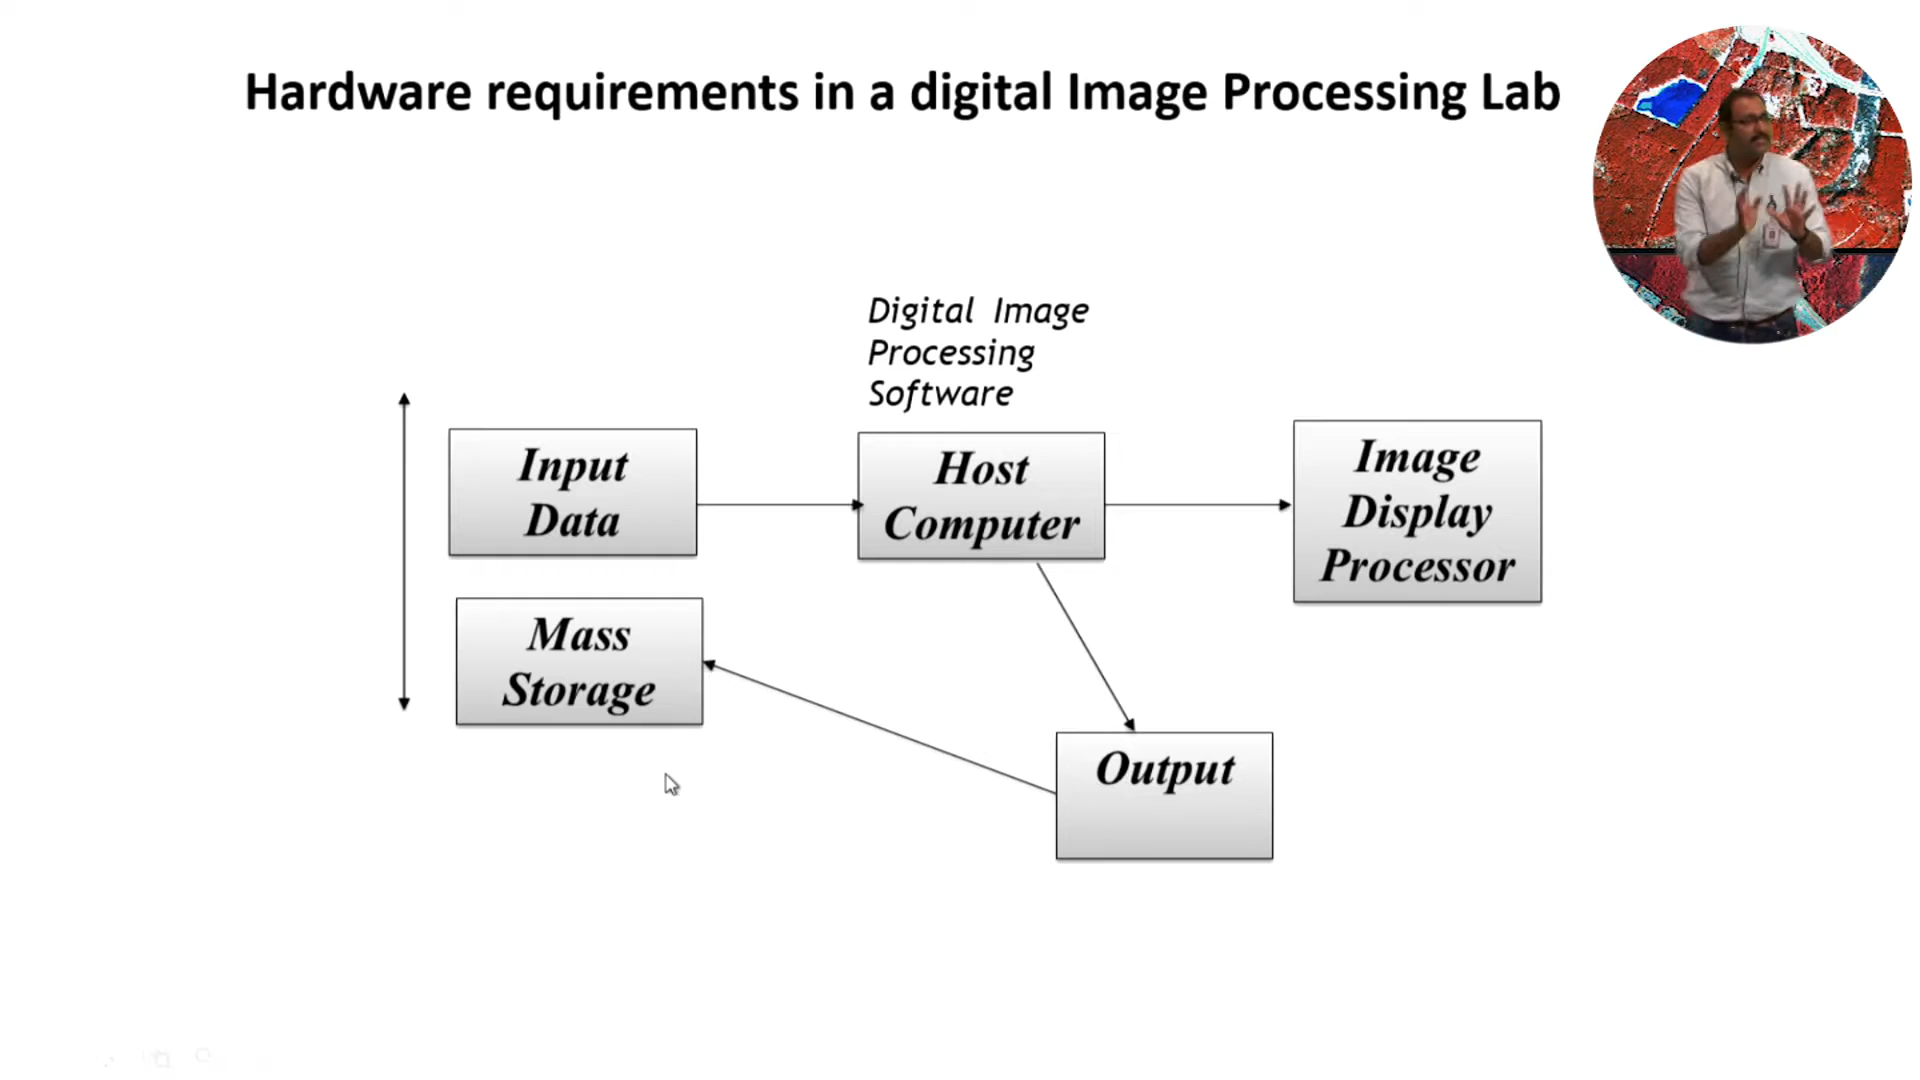 Hardware requirements in a digital Image Processing Lab
Digital Image
Processing
Software
Input
Data
Host
Computer
Image
Display
Processor
Mass
Storage
Output